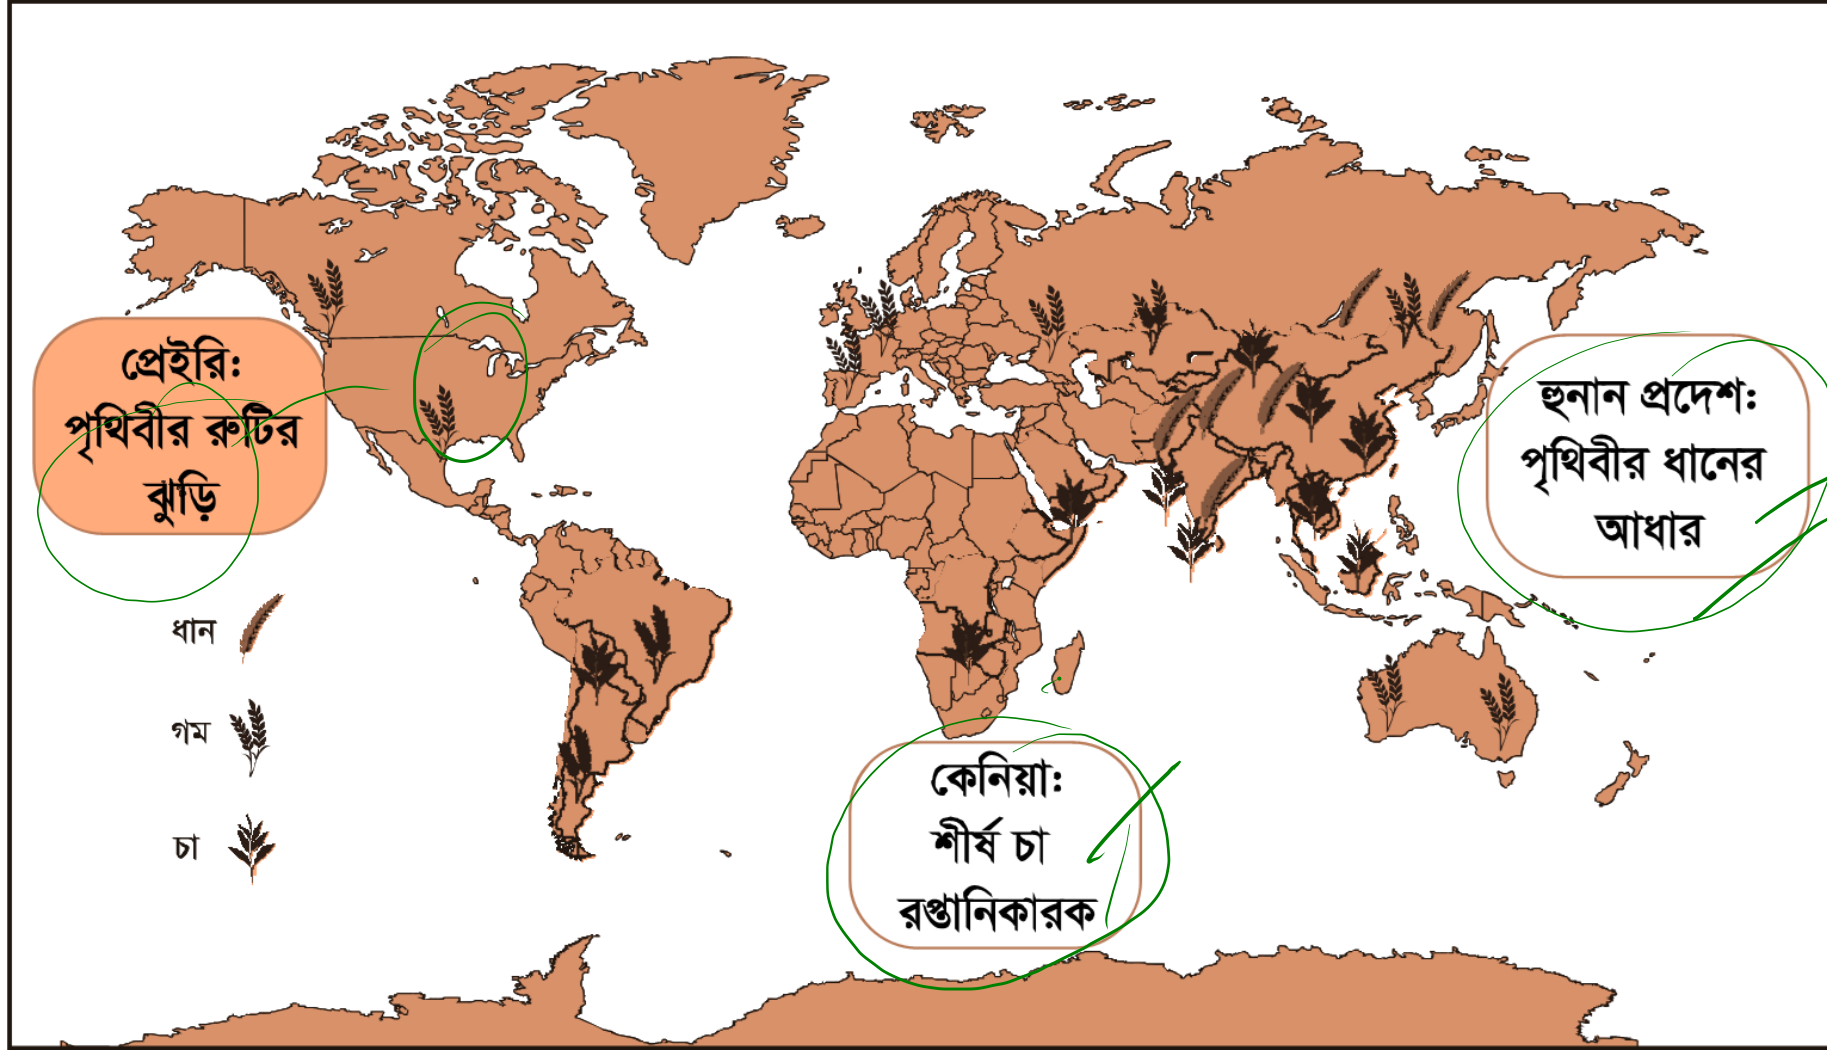 প্রেইরি:
পৃথিবীর রুটির
ঝুড়ি
হুনান প্রদেশ:
পৃথিবীর ধানের
আধার
ধান
গম
চা
কেনিয়া:
শীর্ষ চা
রপ্তানিকারক